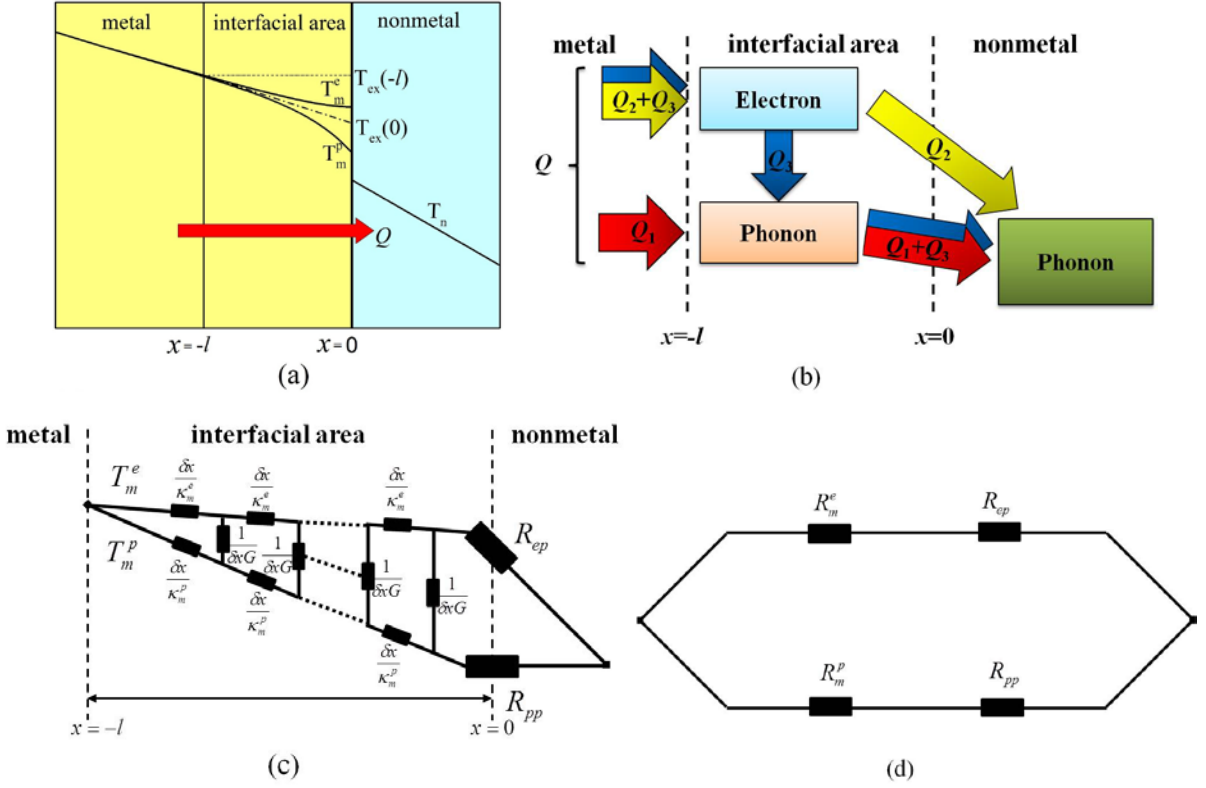 metal interfacial area nonmetal
T_ex(-l)
T_m^e
T_ex(0)
T_m^p
T_n
Q
x = -l x = 0
(a)
metal interfacial area nonmetal
Q_2+Q_3 Electron
Q_3 Q_2
Q
Q_1 Phonon Q_1+Q_3 Phonon
x=-l x=0
(b)
metal interfacial area nonmetal
T_m^e δx/κ_m^e δx/κ_m^e δx/κ_m^e
R_ep
T_m^p 1/δxG 1/δxG 1/δxG 1/δxG
δx/κ_m^p δx/κ_m^p δx/κ_m^p
R_pp
x = -l x = 0
(c)
R_m^e R_ep
R_m^p R_pp
(d)